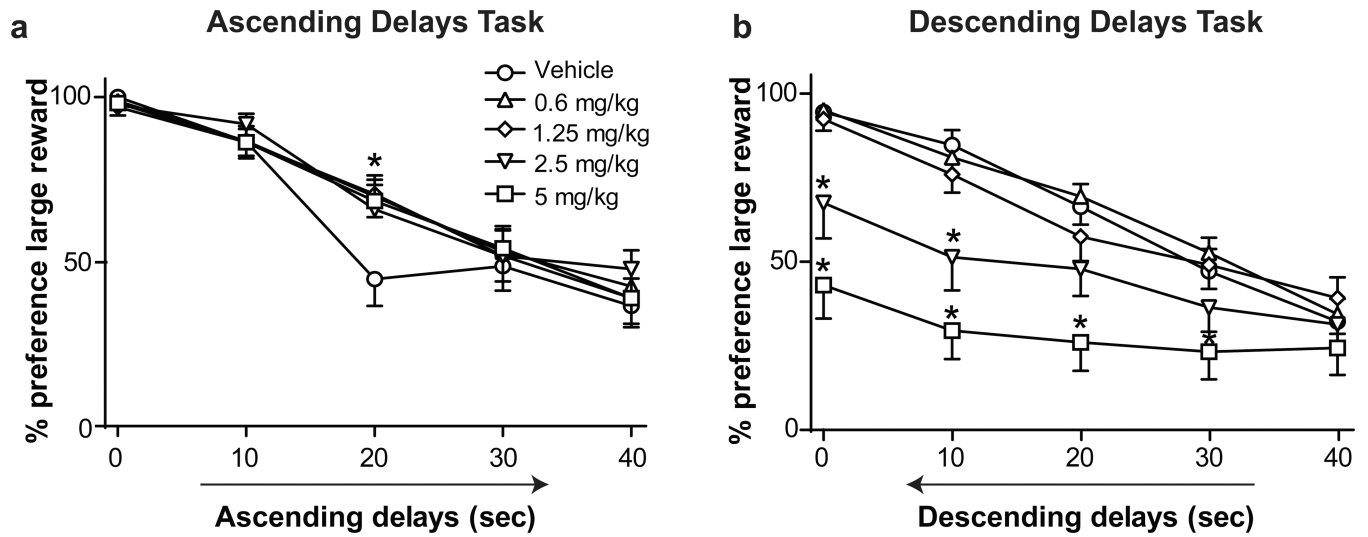 a
Ascending Delays Task
Vehicle
0.6 mg/kg
1.25 mg/kg
2.5 mg/kg
5 mg/kg
% preference large reward
100
50
0
*
0 10 20 30 40
Ascending delays (sec)
b
Descending Delays Task
% preference large reward
100
50
0
*
*
*
*
*
*
0 10 20 30 40
Descending delays (sec)